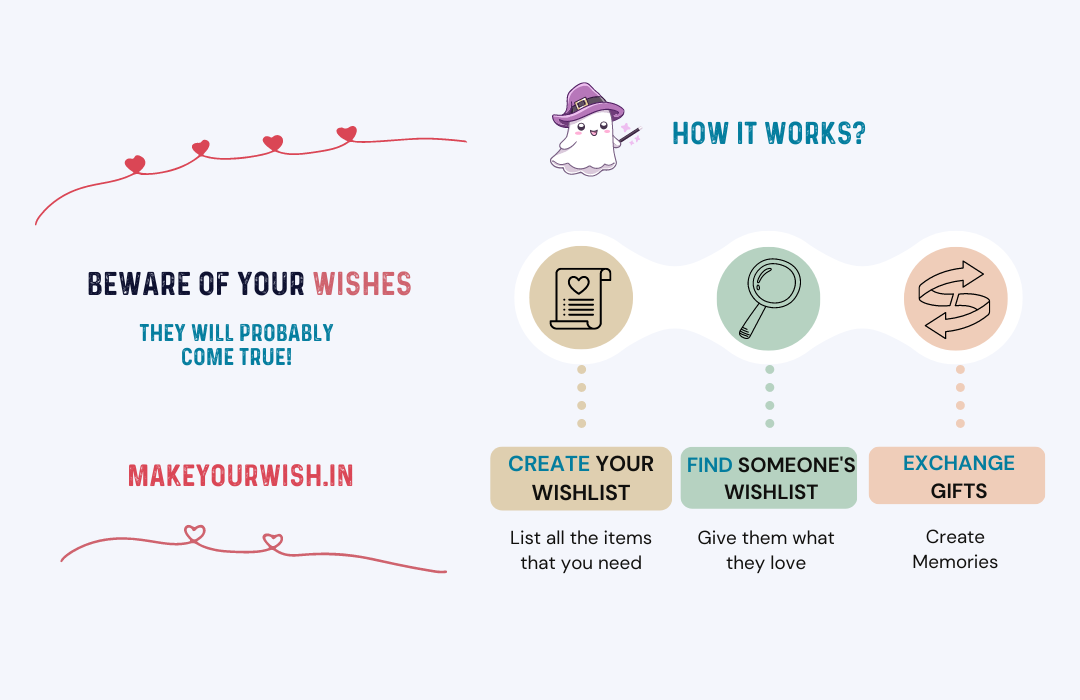 BEWARE OF YOUR WISHES
THEY WILL PROBABLY
COME TRUE!
MAKEYOURWISH.IN
HOW IT WORKS?
CREATE YOUR
WISHLIST
List all the items
that you need
FIND SOMEONE'S
WISHLIST
Give them what
they love
EXCHANGE
GIFTS
Create
Memories